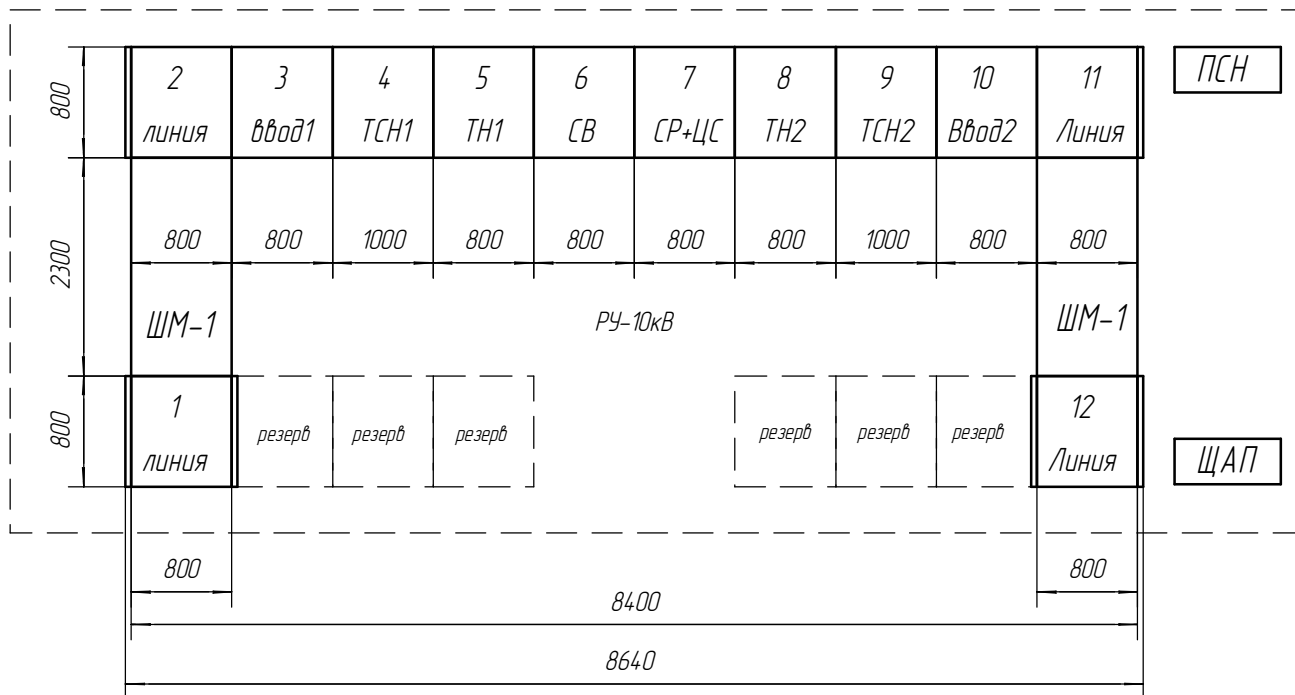 2 3 4 5 6 7 8 9 10 11 ПСН
линия ввод1 ТСН1 ТН1 СВ СР+ЦС ТН2 ТСН2 Ввод2 Линия
800
800 800 1000 800 800 800 800 1000 800 800
2300
ШМ-1 РУ-10кВ ШМ-1
1 12
резерв резерв резерв резерв резерв резерв
800
линия Линия ЩАП
800 800
8400
8640